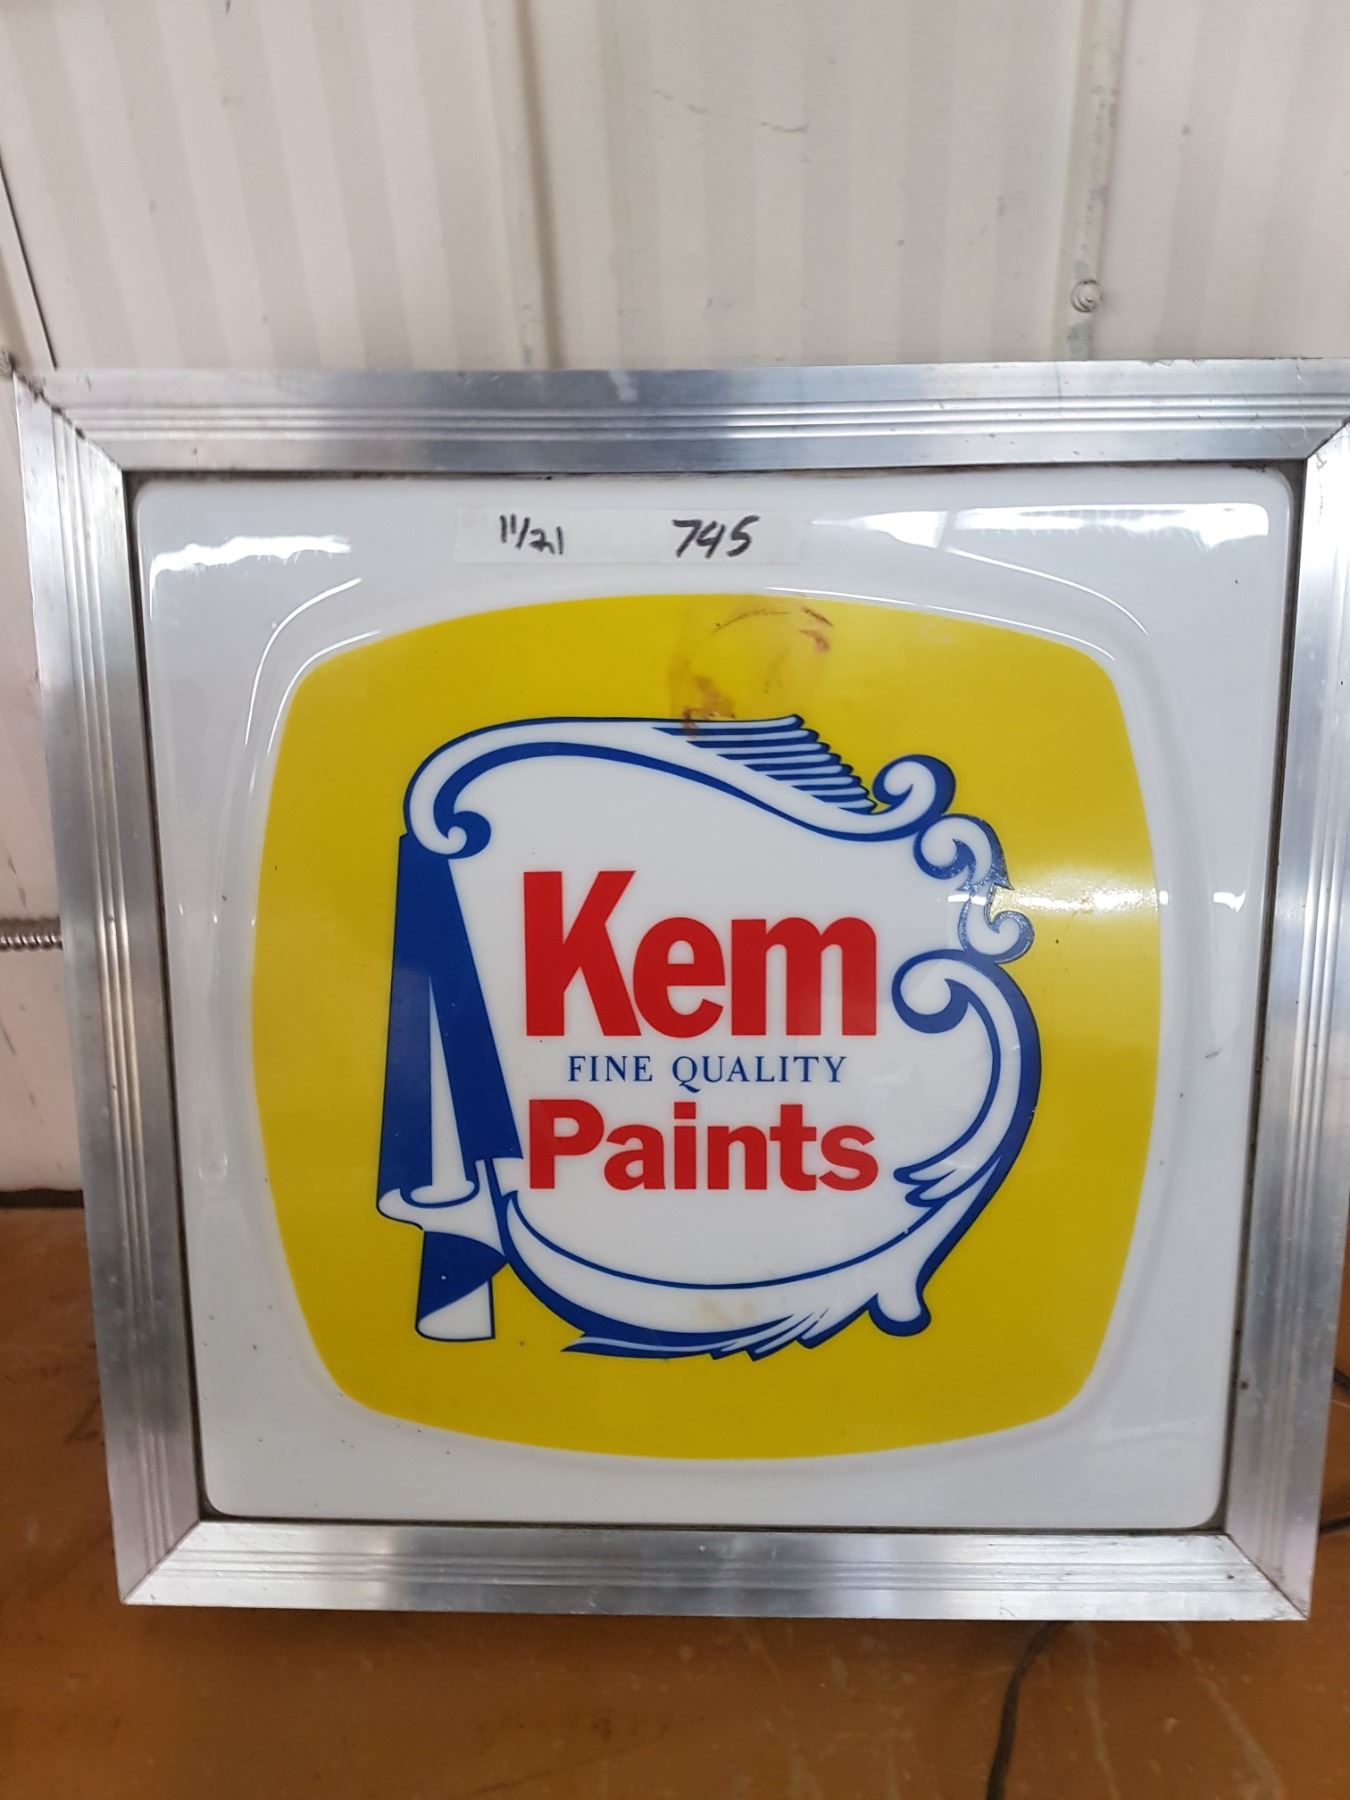 11/21 745
Kem
FINE QUALITY
Paints